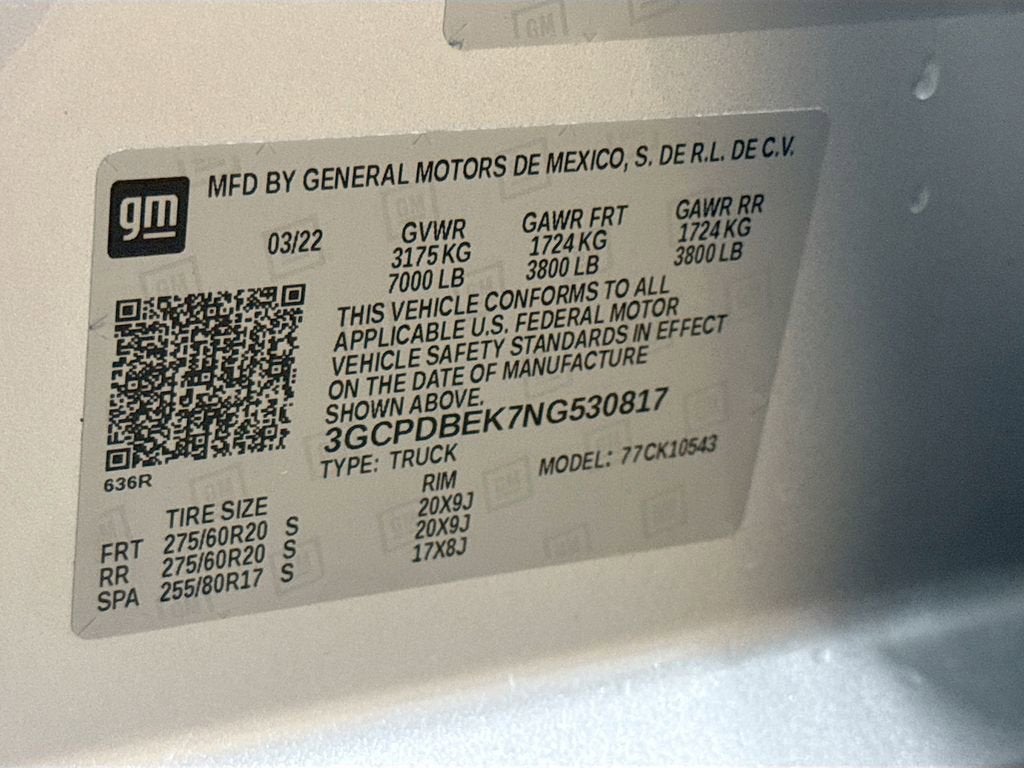 gm
MFD BY GENERAL MOTORS DE MEXICO, S. DE R.L. DE C.V.
03/22
GVWR GAWR FRT GAWR RR
3175 KG 1724 KG 1724 KG
7000 LB 3800 LB 3800 LB
THIS VEHICLE CONFORMS TO ALL
APPLICABLE U.S. FEDERAL MOTOR
VEHICLE SAFETY STANDARDS IN EFFECT
ON THE DATE OF MANUFACTURE
SHOWN ABOVE.
3GCPDBEK7NG530817
TYPE: TRUCK MODEL: 77CK10543
636R
TIRE SIZE RIM
FRT 275/60R20 S 20X9J
RR 275/60R20 S 20X9J
SPA 255/80R17 S 17X8J